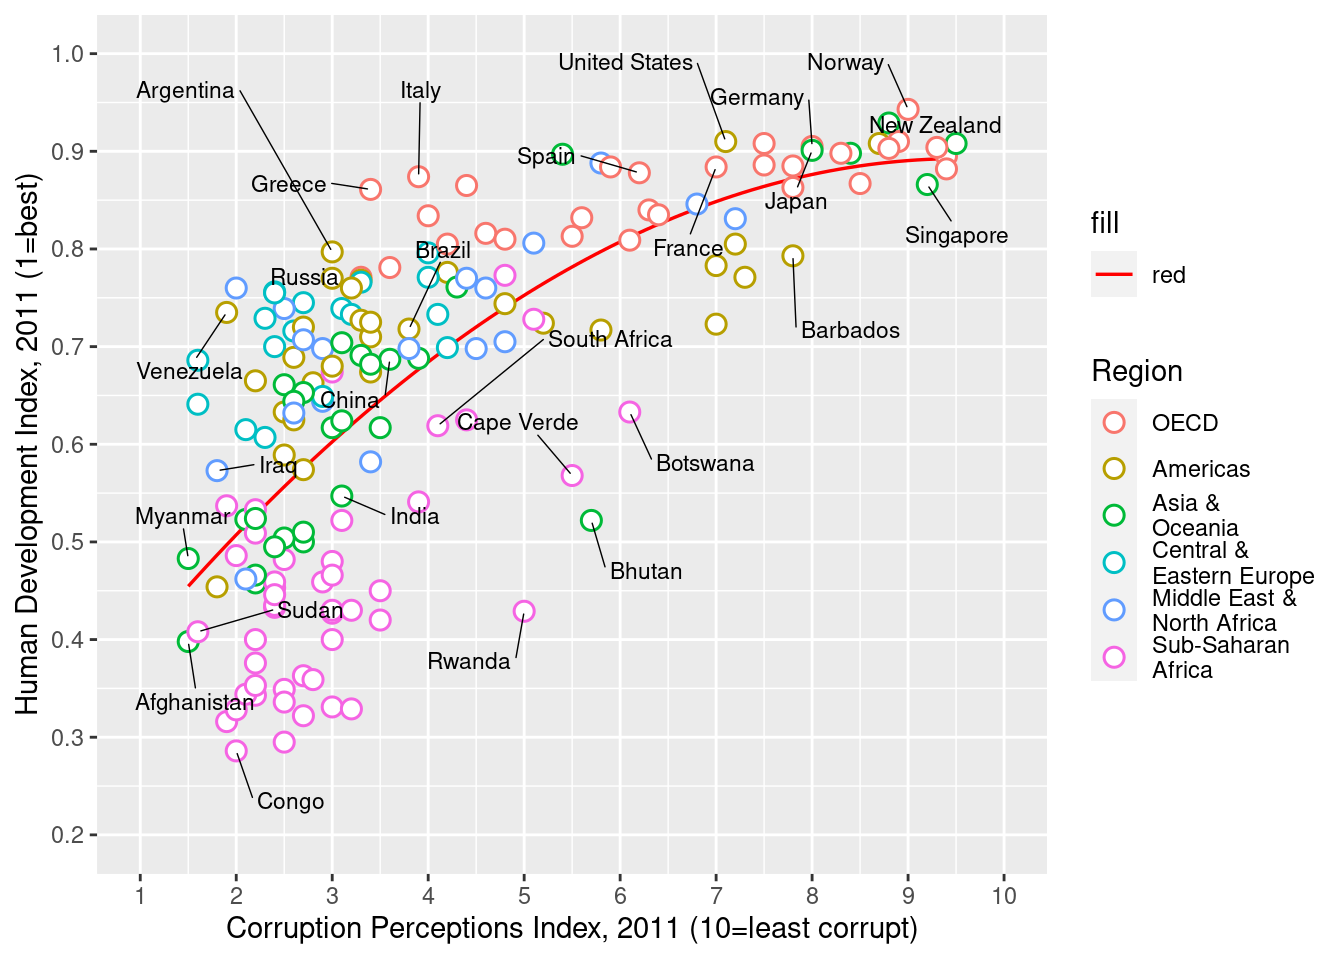 1.0
0.9
0.8
0.7
0.6
0.5
0.4
0.3
0.2
Human Development Index, 2011 (1=best)
United States
Norway
Argentina
Italy
Germany
New Zealand
Spain
Greece
Japan
Singapore
France
Brazil
Russia
Barbados
South Africa
Venezuela
China
Cape Verde
Botswana
Iraq
Myanmar
India
Bhutan
Sudan
Rwanda
Afghanistan
Congo
1 2 3 4 5 6 7 8 9 10
Corruption Perceptions Index, 2011 (10=least corrupt)
fill
red
Region
OECD
Americas
Asia &
Oceania
Central &
Eastern Europe
Middle East &
North Africa
Sub-Saharan
Africa